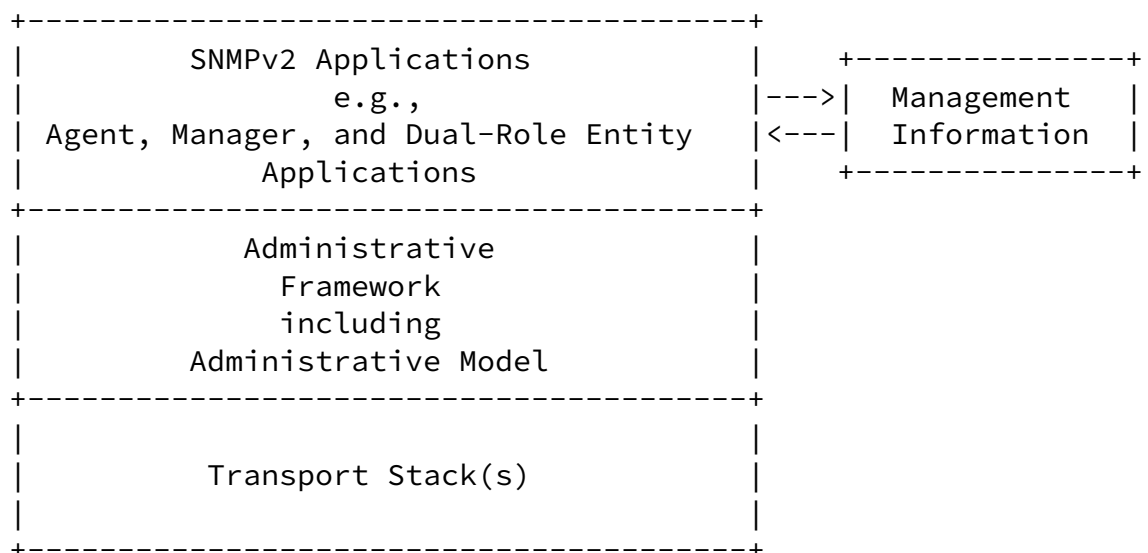 SNMPv2 Applications
e.g.,
Agent, Manager, and Dual-Role Entity
Applications
Management
Information
Administrative
Framework
including
Administrative Model
Transport Stack(s)